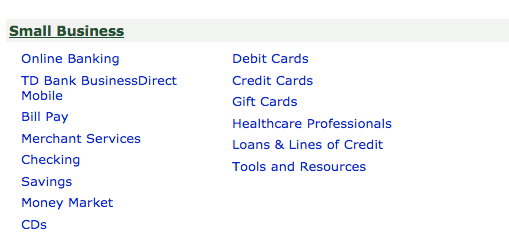 Small Business
Online Banking
TD Bank BusinessDirect
Mobile
Bill Pay
Merchant Services
Checking
Savings
Money Market
CDs
Debit Cards
Credit Cards
Gift Cards
Healthcare Professionals
Loans & Lines of Credit
Tools and Resources